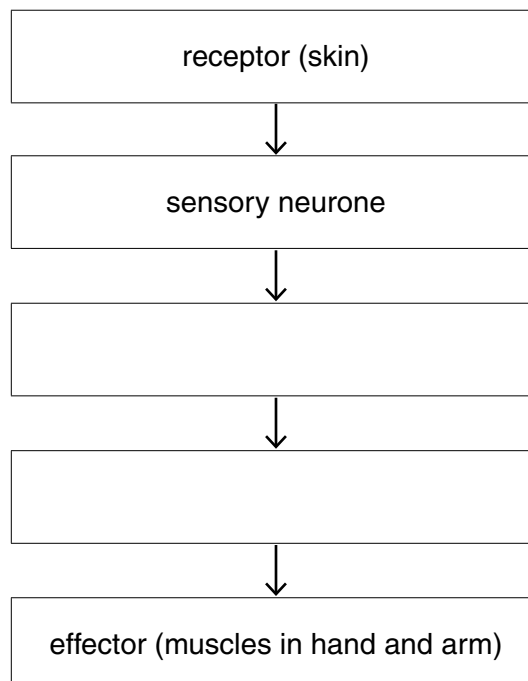 receptor (skin)
sensory neurone
effector (muscles in hand and arm)